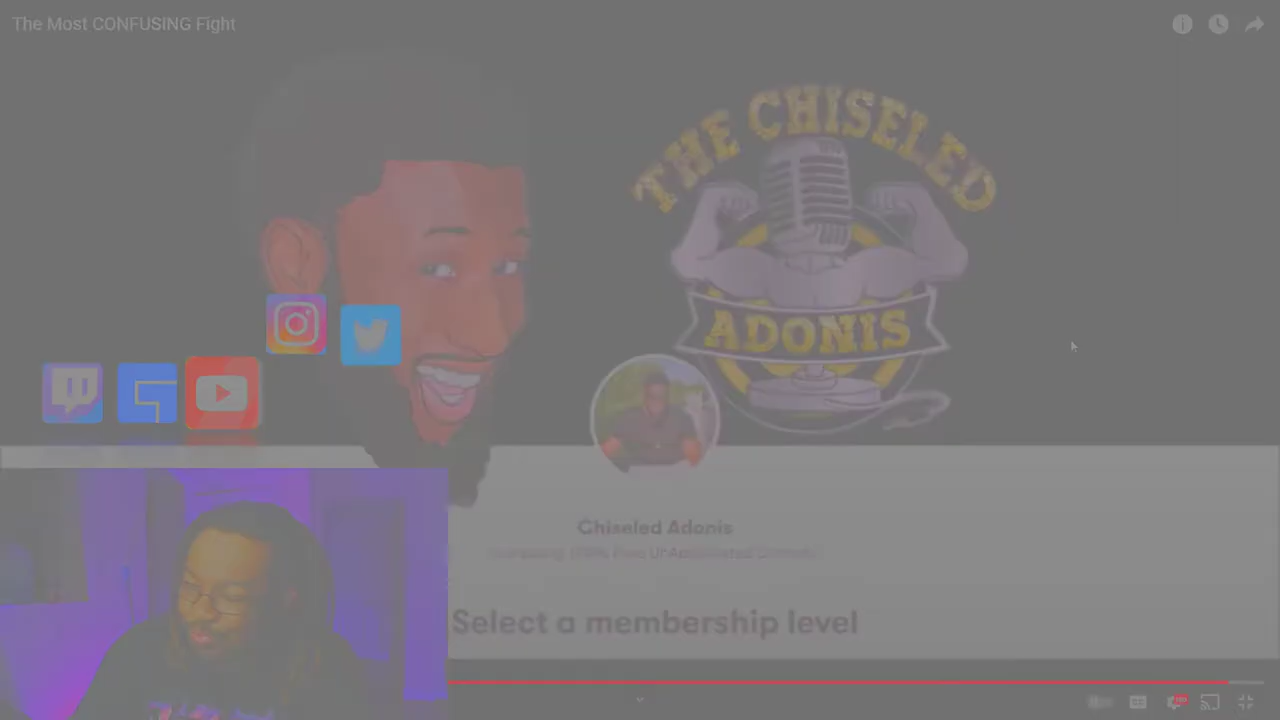 The Most CONFUSING Fight
THE CHISELED
ADONIS
Chiseled Adonis
Select a membership level